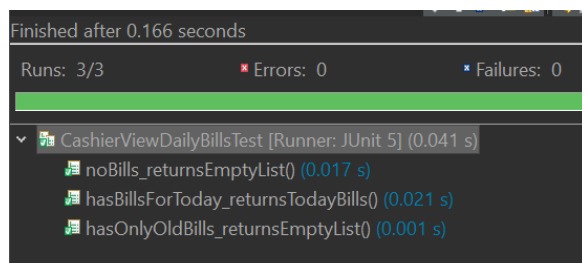 Finished after 0.166 seconds
Runs: 3/3 Errors: 0 Failures: 0
CashierViewDailyBillsTest [Runner: JUnit 5] (0.041 s)
noBills_returnsEmptyList() (0.017 s)
hasBillsForToday_returnsTodayBills() (0.021 s)
hasOnlyOldBills_returnsEmptyList() (0.001 s)